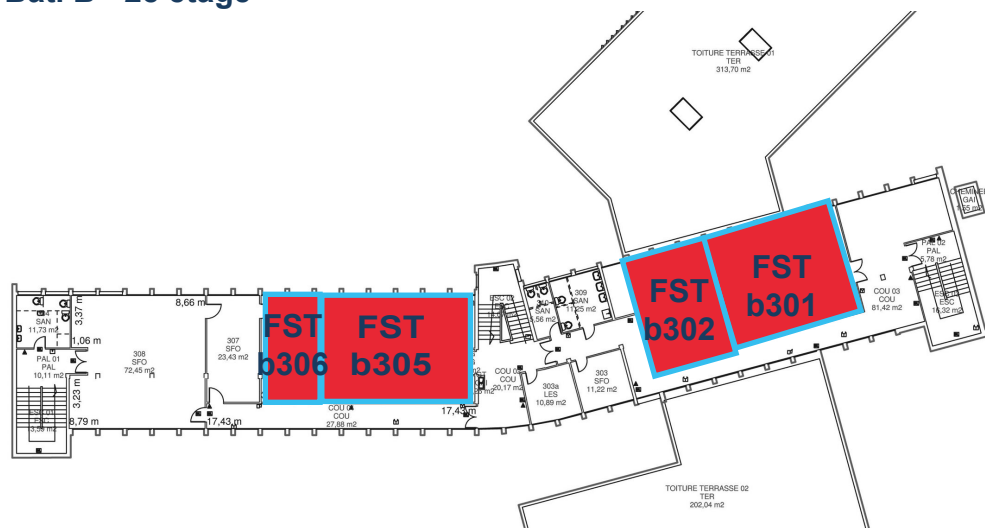 TOITURE TERRASSE 01
TER
313,70 m2
CHEMINEE
GAI
PAL 02
PAL
5,78 m2
ESC
16,32 m2
COU 03
COU
81,42 m2
FST
b301
FST
b302
309
SAN
11,25 m2
SAN
5,56 m2
ESC 02
303
SFO
11,22 m2
303a
LES
10,89 m2
COU
20,17 m2
FST
b305
FST
b306
8,66 m
307
SFO
23,43 m2
308
SFO
72,45 m2
3,37 m
1,06 m
SAN
11,73 m2
PAL 01
PAL
10,11 m2
3,23 m
8,79 m
17,43 m
COU
27,88 m2
17,43 m
TOITURE TERRASSE 02
TER
202,04 m2